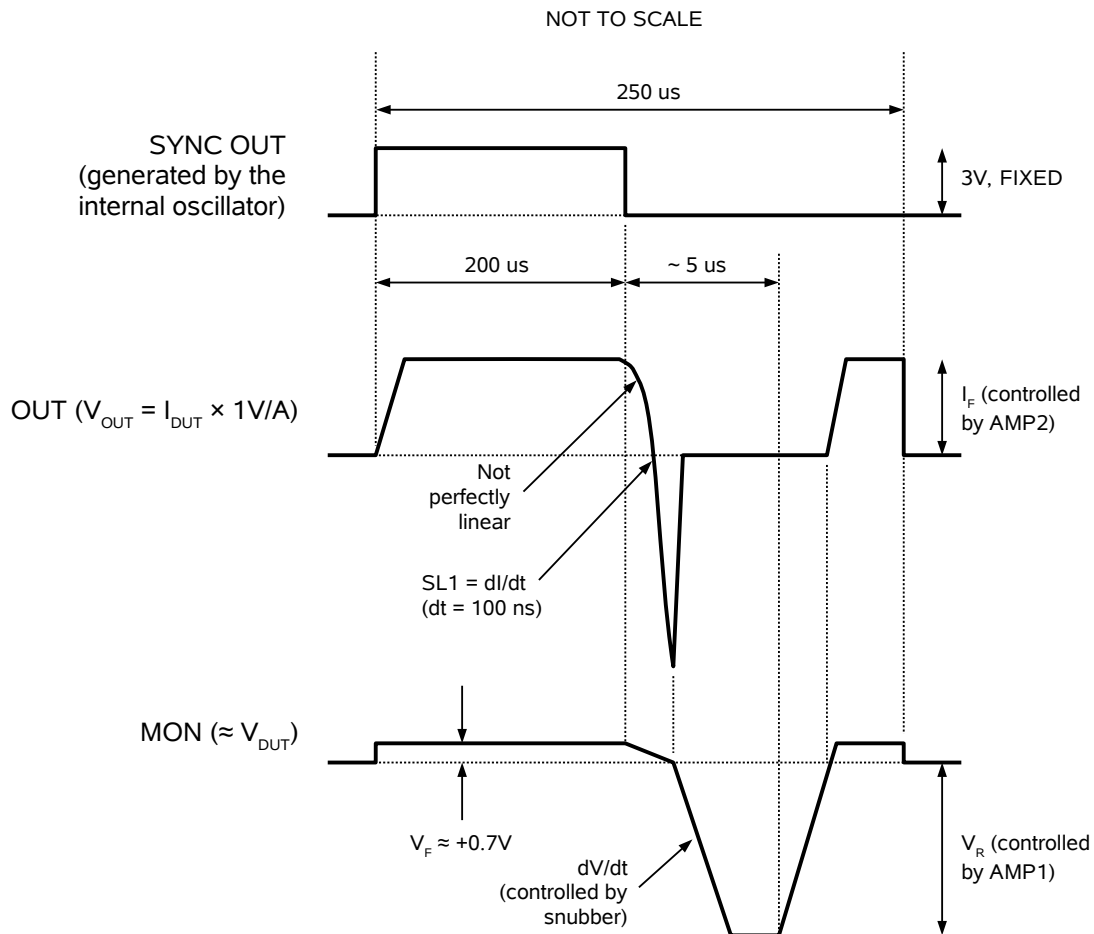 NOT TO SCALE
250 us
SYNC OUT
(generated by the
internal oscillator)
3V, FIXED
200 us
~ 5 us
OUT (V_OUT = I_DUT × 1V/A)
I_F (controlled
by AMP2)
Not
perfectly
linear
SL1 = dI/dt
(dt = 100 ns)
MON (≈ V_DUT)
V_F ≈ +0.7V
dV/dt
(controlled by
snubber)
V_R (controlled
by AMP1)